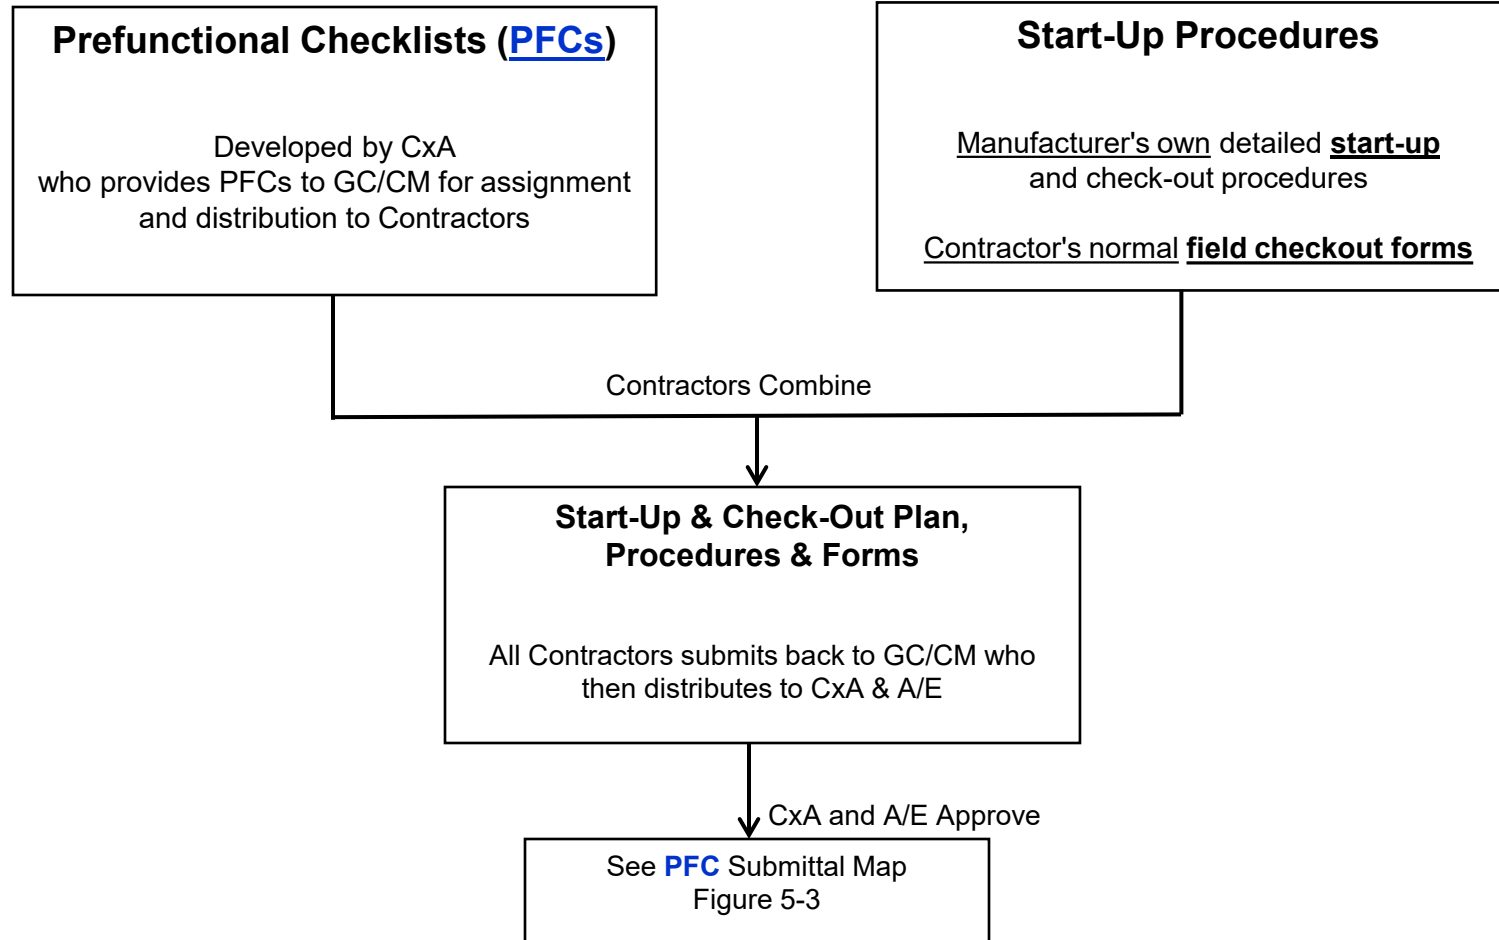 Prefunctional Checklists (PFCs)
Developed by CxA
who provides PFCs to GC/CM for assignment
and distribution to Contractors
Start-Up Procedures
Manufacturer's own detailed start-up
and check-out procedures
Contractor's normal field checkout forms
Contractors Combine
Start-Up & Check-Out Plan,
Procedures & Forms
All Contractors submits back to GC/CM who
then distributes to CxA & A/E
CxA and A/E Approve
See PFC Submittal Map
Figure 5-3